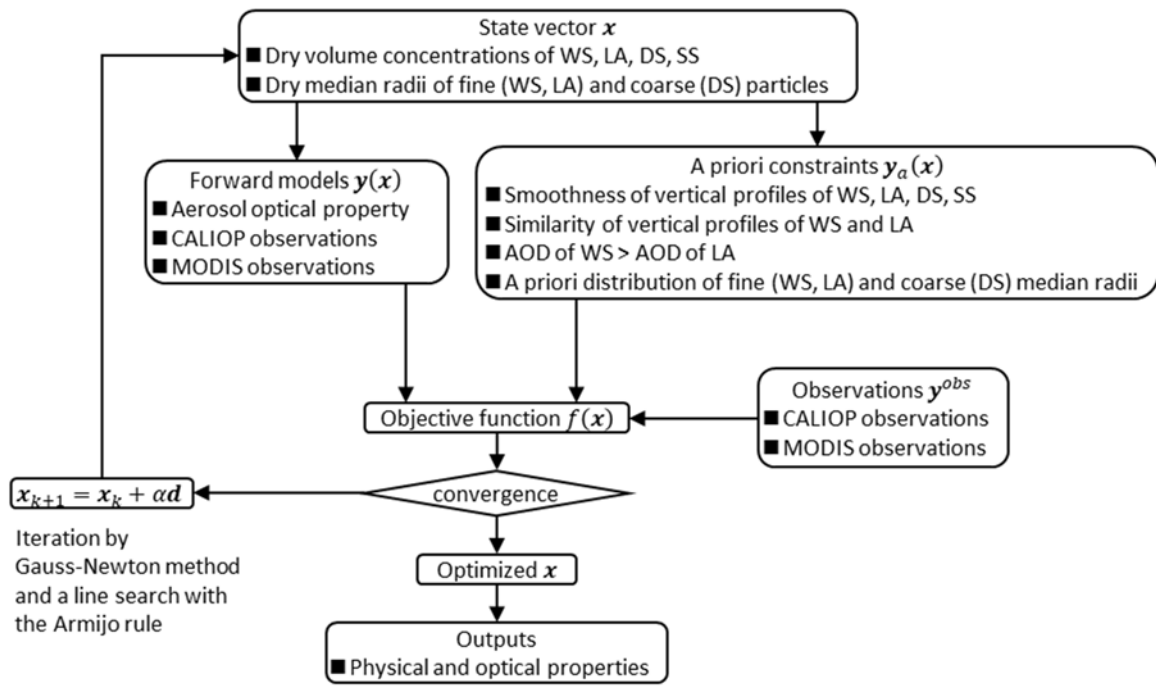 State vector x
■ Dry volume concentrations of WS, LA, DS, SS
■ Dry median radii of fine (WS, LA) and coarse (DS) particles
Forward models y(x)
■ Aerosol optical property
■ CALIOP observations
■ MODIS observations
A priori constraints yₐ(x)
■ Smoothness of vertical profiles of WS, LA, DS, SS
■ Similarity of vertical profiles of WS and LA
■ AOD of WS > AOD of LA
■ A priori distribution of fine (WS, LA) and coarse (DS) median radii
Observations y^{obs}
■ CALIOP observations
■ MODIS observations
Objective function f(x)
convergence
x_{k+1} = x_k + αd
Iteration by
Gauss-Newton method
and a line search with
the Armijo rule
Optimized x
Outputs
■ Physical and optical properties